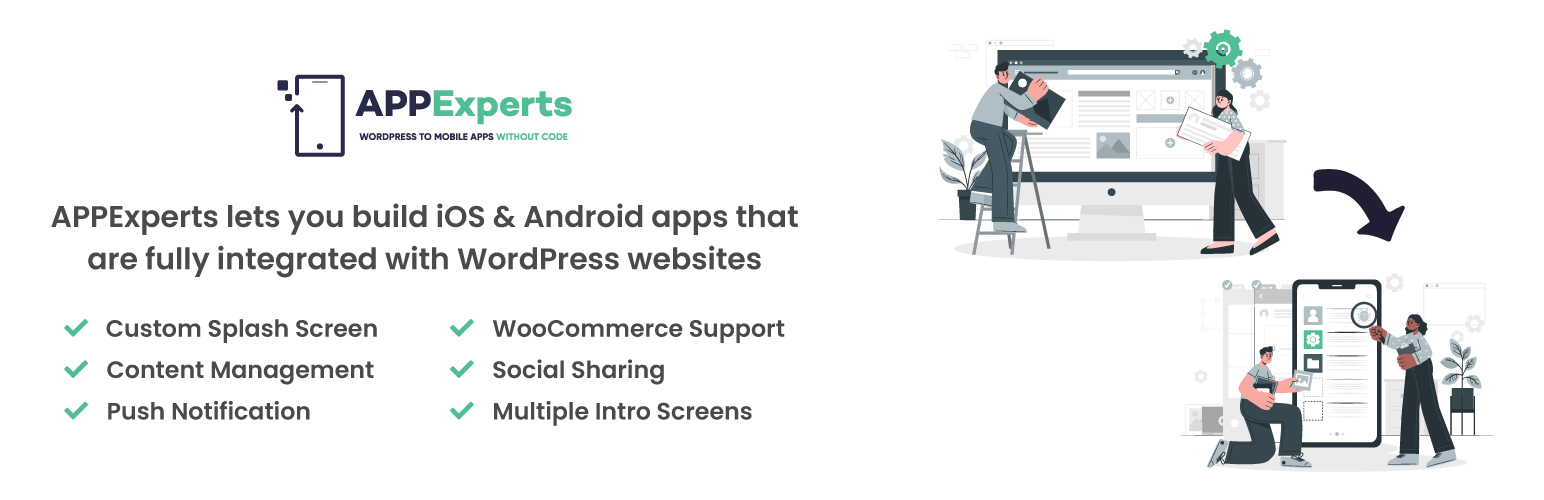 APPExperts
WORDPRESS TO MOBILE APPS WITHOUT CODE
APPExperts lets you build iOS & Android apps that
are fully integrated with WordPress websites
Custom Splash Screen
Content Management
Push Notification
WooCommerce Support
Social Sharing
Multiple Intro Screens